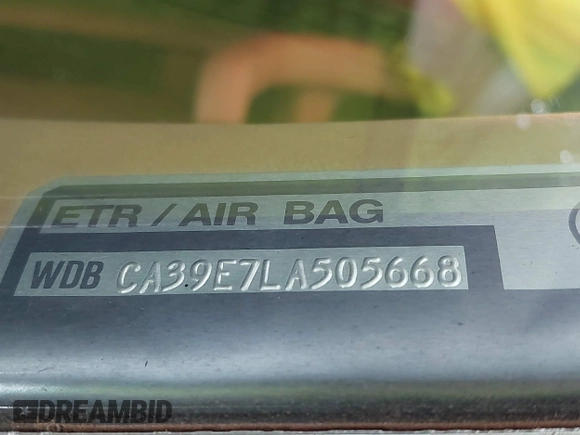 ETR / AIR BAG
WDB CA39E7LA505668
DREAMBID